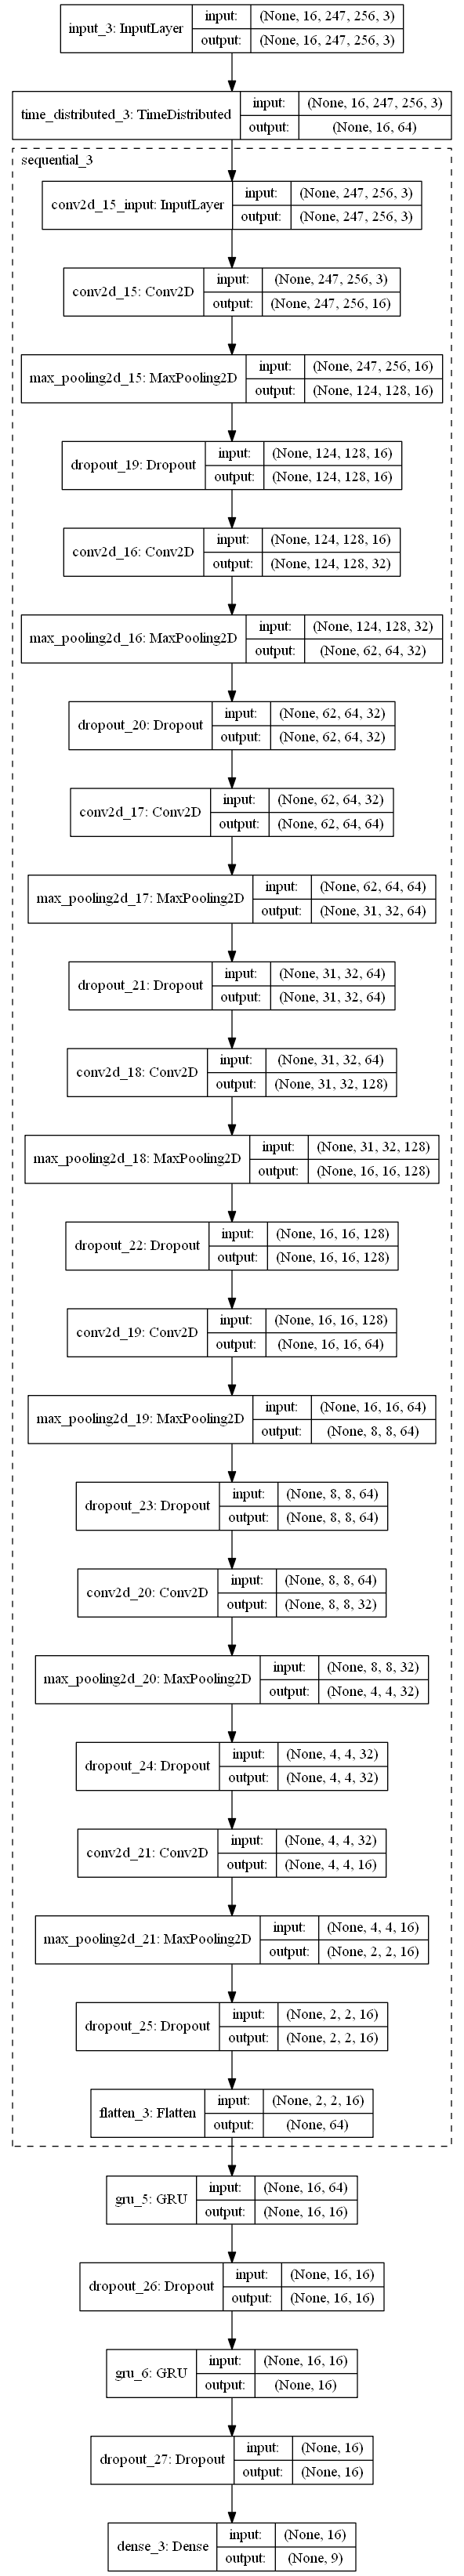 input_3: InputLayer
input: (None, 16, 247, 256, 3)
output: (None, 16, 247, 256, 3)
time_distributed_3: TimeDistributed
input: (None, 16, 247, 256, 3)
output: (None, 16, 64)
sequential_3
conv2d_15_input: InputLayer
input: (None, 247, 256, 3)
output: (None, 247, 256, 3)
conv2d_15: Conv2D
input: (None, 247, 256, 3)
output: (None, 247, 256, 16)
max_pooling2d_15: MaxPooling2D
input: (None, 247, 256, 16)
output: (None, 124, 128, 16)
dropout_19: Dropout
input: (None, 124, 128, 16)
output: (None, 124, 128, 16)
conv2d_16: Conv2D
input: (None, 124, 128, 16)
output: (None, 124, 128, 32)
max_pooling2d_16: MaxPooling2D
input: (None, 124, 128, 32)
output: (None, 62, 64, 32)
dropout_20: Dropout
input: (None, 62, 64, 32)
output: (None, 62, 64, 32)
conv2d_17: Conv2D
input: (None, 62, 64, 32)
output: (None, 62, 64, 64)
max_pooling2d_17: MaxPooling2D
input: (None, 62, 64, 64)
output: (None, 31, 32, 64)
dropout_21: Dropout
input: (None, 31, 32, 64)
output: (None, 31, 32, 64)
conv2d_18: Conv2D
input: (None, 31, 32, 64)
output: (None, 31, 32, 128)
max_pooling2d_18: MaxPooling2D
input: (None, 31, 32, 128)
output: (None, 16, 16, 128)
dropout_22: Dropout
input: (None, 16, 16, 128)
output: (None, 16, 16, 128)
conv2d_19: Conv2D
input: (None, 16, 16, 128)
output: (None, 16, 16, 64)
max_pooling2d_19: MaxPooling2D
input: (None, 16, 16, 64)
output: (None, 8, 8, 64)
dropout_23: Dropout
input: (None, 8, 8, 64)
output: (None, 8, 8, 64)
conv2d_20: Conv2D
input: (None, 8, 8, 64)
output: (None, 8, 8, 32)
max_pooling2d_20: MaxPooling2D
input: (None, 8, 8, 32)
output: (None, 4, 4, 32)
dropout_24: Dropout
input: (None, 4, 4, 32)
output: (None, 4, 4, 32)
conv2d_21: Conv2D
input: (None, 4, 4, 32)
output: (None, 4, 4, 16)
max_pooling2d_21: MaxPooling2D
input: (None, 4, 4, 16)
output: (None, 2, 2, 16)
dropout_25: Dropout
input: (None, 2, 2, 16)
output: (None, 2, 2, 16)
flatten_3: Flatten
input: (None, 2, 2, 16)
output: (None, 64)
gru_5: GRU
input: (None, 16, 64)
output: (None, 16, 16)
dropout_26: Dropout
input: (None, 16, 16)
output: (None, 16, 16)
gru_6: GRU
input: (None, 16, 16)
output: (None, 16)
dropout_27: Dropout
input: (None, 16)
output: (None, 16)
dense_3: Dense
input: (None, 16)
output: (None, 9)